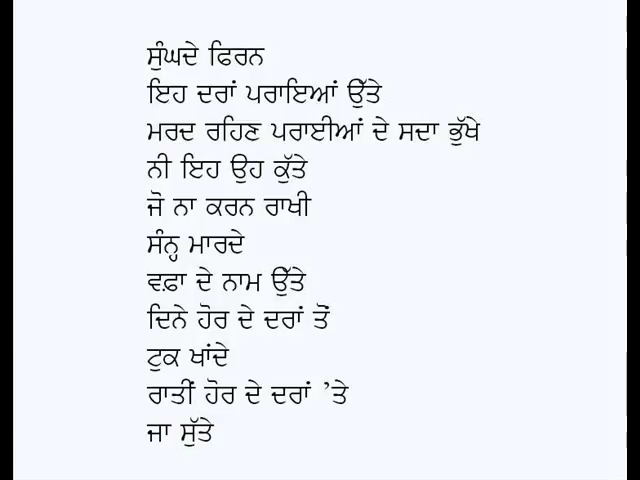 ਸੁੰਘਦੇ ਫਿਰਨ
ਇਹ ਦਰਾਂ ਪਰਾਇਆਂ ਉੱਤੇ
ਮਰਦ ਰਹਿਣ ਪਰਾਈਆਂ ਦੇ ਸਦਾ ਭੁੱਖੇ
ਨੀ ਇਹ ਉਹ ਕੁੱਤੇ
ਜੋ ਨਾ ਕਰਨ ਰਾਖੀ
ਸੰਨ੍ਹ ਮਾਰਦੇ
ਵਫ਼ਾ ਦੇ ਨਾਮ ਉੱਤੇ
ਦਿਨੇ ਹੋਰ ਦੇ ਦਰਾਂ ਤੋਂ
ਟੁਕ ਖਾਂਦੇ
ਰਾਤੀਂ ਹੋਰ ਦੇ ਦਰਾਂ ’ਤੇ
ਜਾ ਸੁੱਤੇ